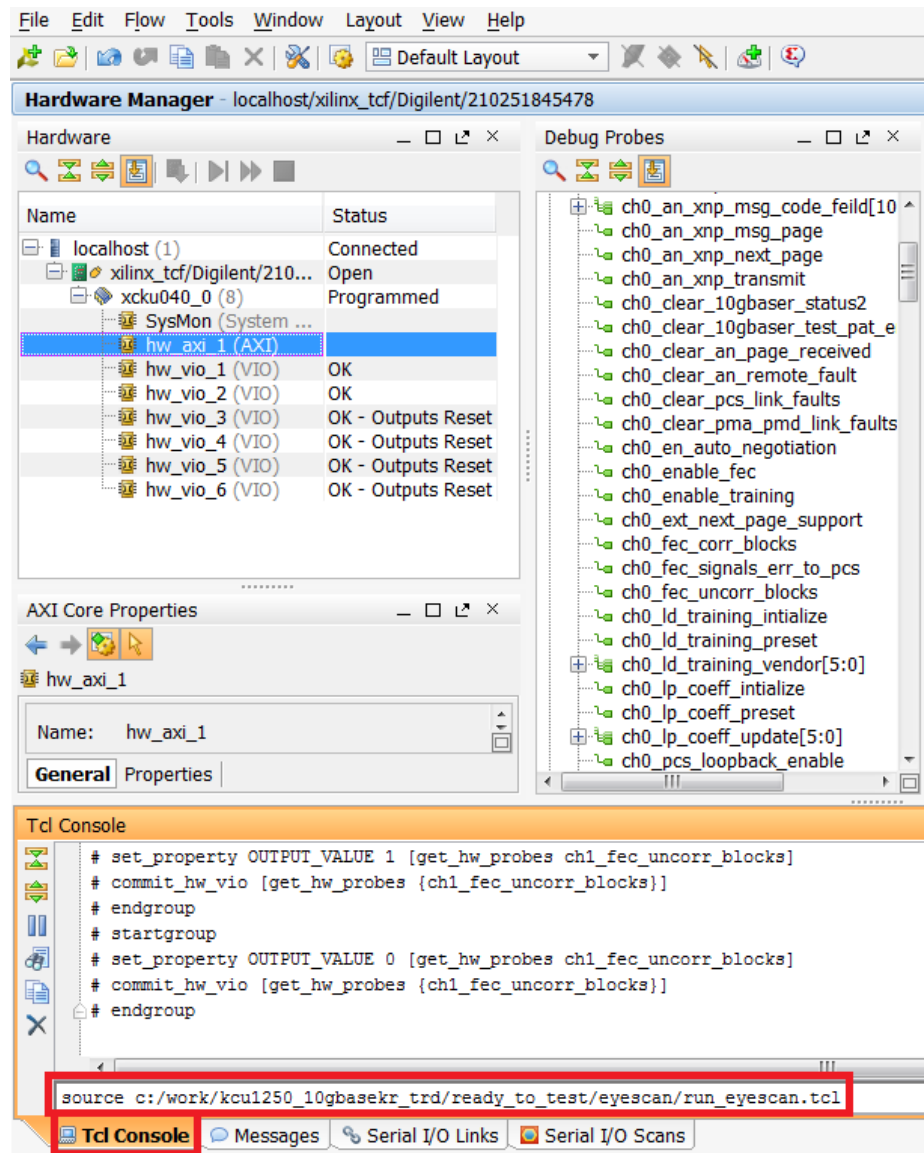 File Edit Flow Tools Window Layout View Help
Default Layout
Hardware Manager - localhost/xilinx_tcf/Digilent/210251845478
Hardware
Name Status
localhost (1) Connected
xilinx_tcf/Digilent/210... Open
xcku040_0 (8) Programmed
SysMon (System ...
hw_axi_1 (AXI)
hw_vio_1 (VIO) OK
hw_vio_2 (VIO) OK
hw_vio_3 (VIO) OK - Outputs Reset
hw_vio_4 (VIO) OK - Outputs Reset
hw_vio_5 (VIO) OK - Outputs Reset
hw_vio_6 (VIO) OK - Outputs Reset
AXI Core Properties
hw_axi_1
Name: hw_axi_1
General Properties
Debug Probes
ch0_an_xnp_msg_code_feild[10
ch0_an_xnp_msg_page
ch0_an_xnp_next_page
ch0_an_xnp_transmit
ch0_clear_10gbaser_status2
ch0_clear_10gbaser_test_pat_e
ch0_clear_an_page_received
ch0_clear_an_remote_fault
ch0_clear_pcs_link_faults
ch0_clear_pma_pmd_link_faults
ch0_en_auto_negotiation
ch0_enable_fec
ch0_enable_training
ch0_ext_next_page_support
ch0_fec_corr_blocks
ch0_fec_signals_err_to_pcs
ch0_fec_uncorr_blocks
ch0_ld_training_intialize
ch0_ld_training_preset
ch0_ld_training_vendor[5:0]
ch0_lp_coeff_intialize
ch0_lp_coeff_preset
ch0_lp_coeff_update[5:0]
ch0_pcs_loopback_enable
Tcl Console
# set_property OUTPUT_VALUE 1 [get_hw_probes ch1_fec_uncorr_blocks]
# commit_hw_vio [get_hw_probes {ch1_fec_uncorr_blocks}]
# endgroup
# startgroup
# set_property OUTPUT_VALUE 0 [get_hw_probes ch1_fec_uncorr_blocks]
# commit_hw_vio [get_hw_probes {ch1_fec_uncorr_blocks}]
# endgroup
source c:/work/kcu1250_10gbasekr_trd/ready_to_test/eyescan/run_eyescan.tcl
Tcl Console Messages Serial I/O Links Serial I/O Scans